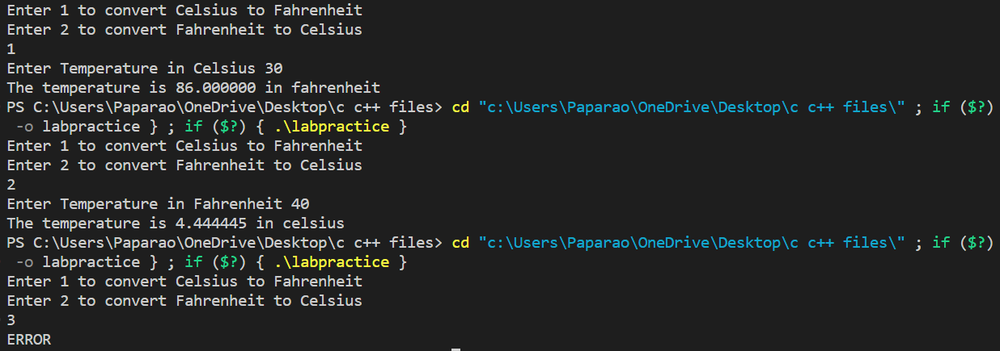 Enter 1 to convert Celsius to Fahrenheit
Enter 2 to convert Fahrenheit to Celsius
1
Enter Temperature in Celsius 30
The temperature is 86.000000 in fahrenheit
PS C:\Users\Paparao\OneDrive\Desktop\c c++ files> cd "c:\Users\Paparao\OneDrive\Desktop\c c++ files\" ; if ($?)
-o labpractice } ; if ($?) { .\labpractice }
Enter 1 to convert Celsius to Fahrenheit
Enter 2 to convert Fahrenheit to Celsius
2
Enter Temperature in Fahrenheit 40
The temperature is 4.444445 in celsius
PS C:\Users\Paparao\OneDrive\Desktop\c c++ files> cd "c:\Users\Paparao\OneDrive\Desktop\c c++ files\" ; if ($?)
-o labpractice } ; if ($?) { .\labpractice }
Enter 1 to convert Celsius to Fahrenheit
Enter 2 to convert Fahrenheit to Celsius
3
ERROR